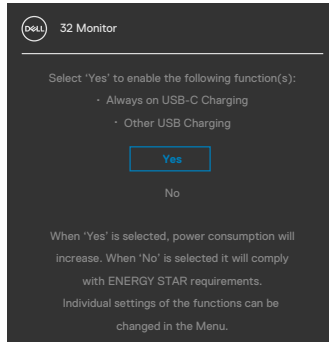 DELL
32 Monitor
Select ‘Yes’ to enable the following function(s):
· Always on USB-C Charging
· Other USB Charging
Yes
No
When ‘Yes’ is selected, power consumption will
increase. When ‘No’ is selected it will comply
with ENERGY STAR requirements.
Individual settings of the functions can be
changed in the Menu.